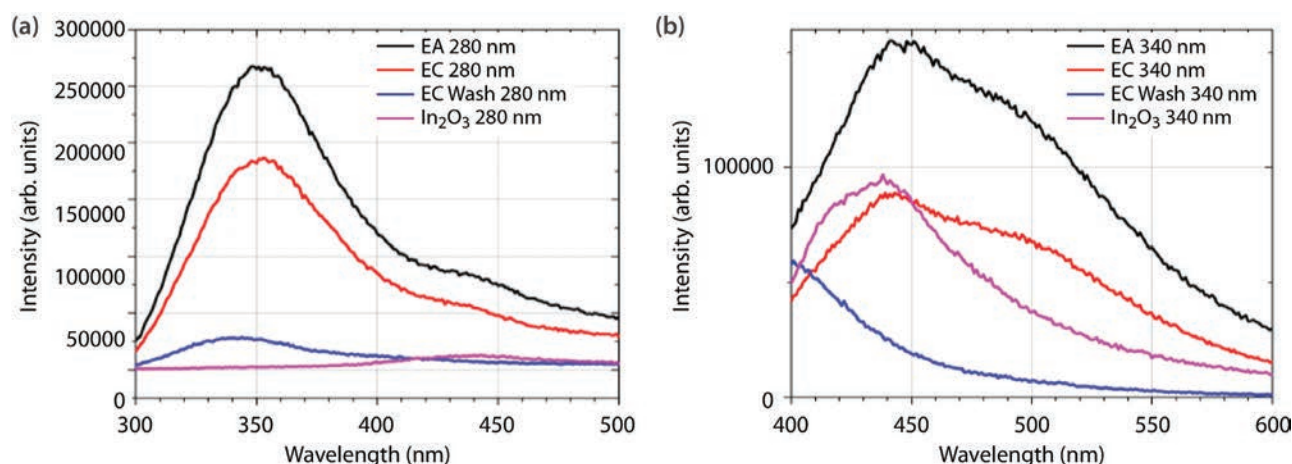 (a)
300000
250000
200000
150000
100000
50000
0
Intensity (arb. units)
EA 280 nm
EC 280 nm
EC Wash 280 nm
In₂O₃ 280 nm
300 350 400 450 500
Wavelength (nm)
(b)
100000
0
Intensity (arb. units)
EA 340 nm
EC 340 nm
EC Wash 340 nm
In₂O₃ 340 nm
400 450 500 550 600
Wavelength (nm)